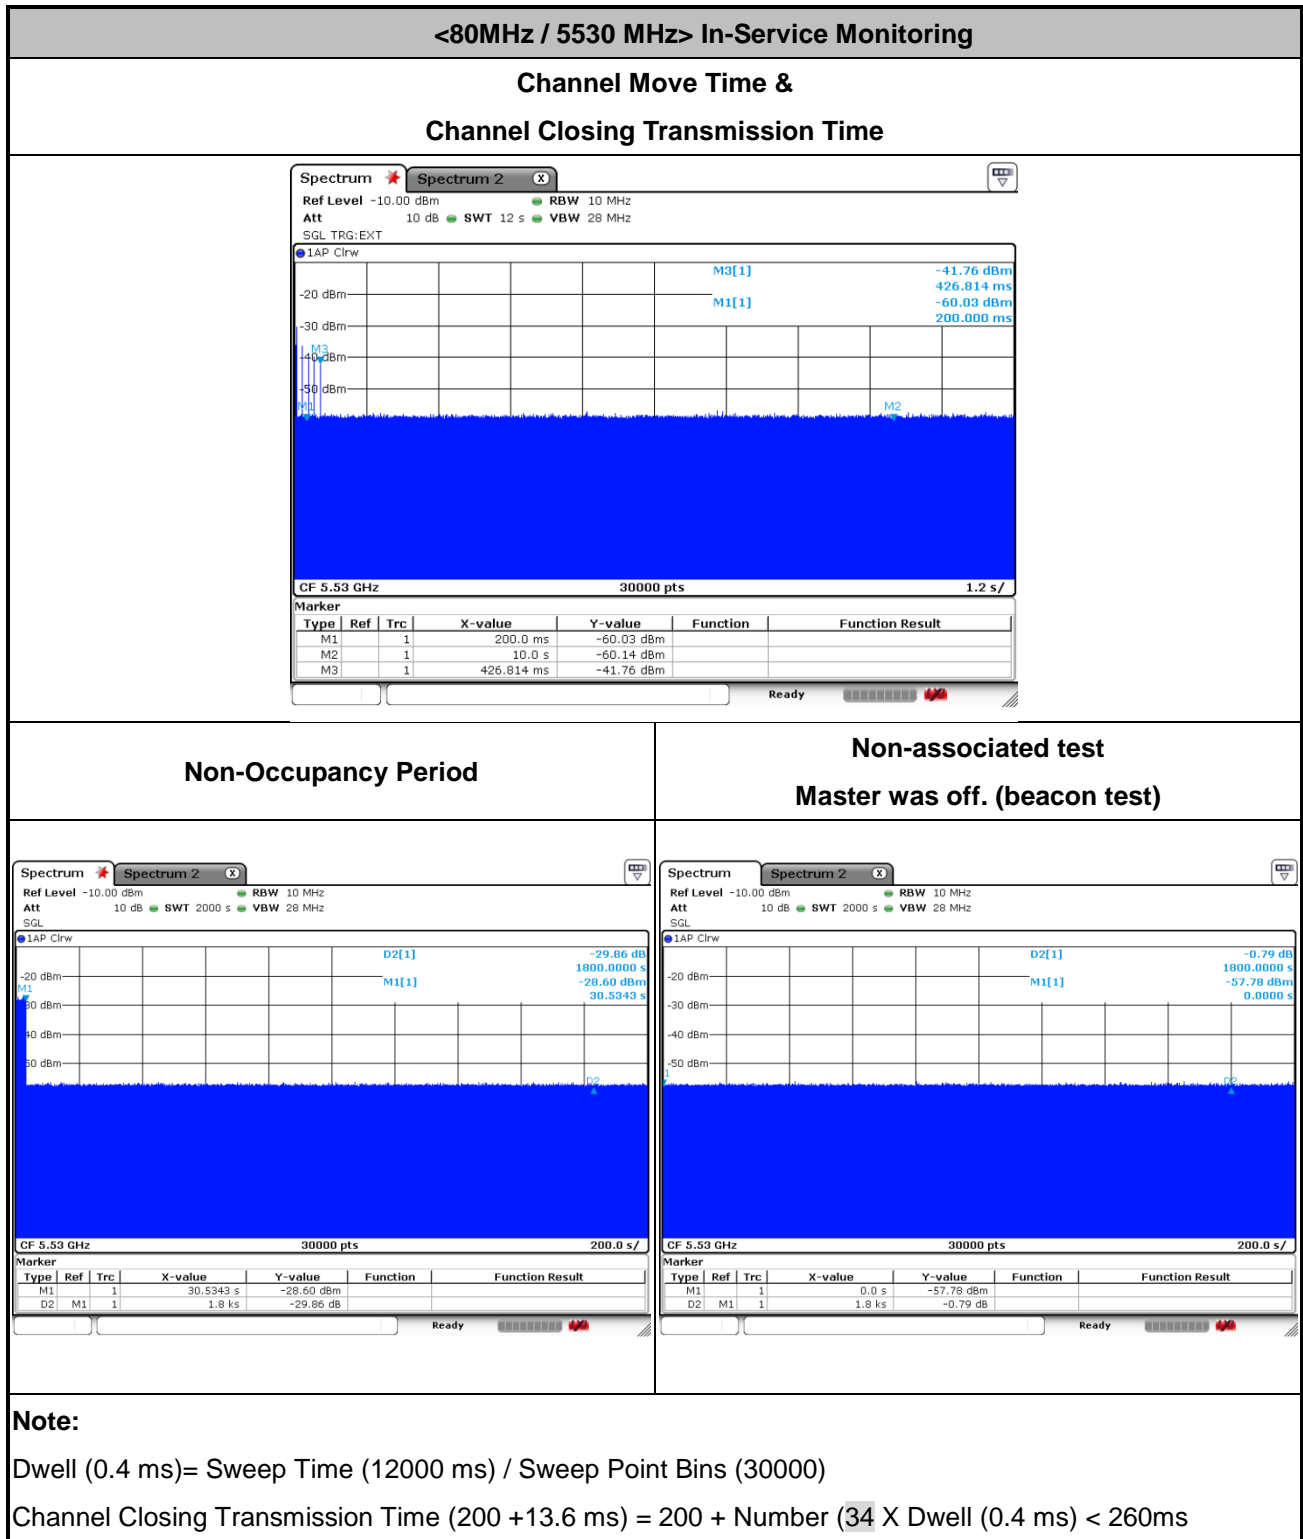 <80MHz / 5530 MHz> In-Service Monitoring
Channel Move Time &
Channel Closing Transmission Time
Spectrum Spectrum 2 X
Ref Level -10.00 dBm RBW 10 MHz
Att 10 dB SWT 12 s VBW 28 MHz
SGL TRG:EXT
1AP Clrw
M3[1] -41.76 dBm
426.814 ms
-20 dBm
M1[1] -60.03 dBm
200.000 ms
-30 dBm
M3
-40 dBm
-50 dBm
M1 M2
CF 5.53 GHz 30000 pts 1.2 s/
Marker
Type Ref Trc X-value Y-value Function Function Result
M1 1 200.0 ms -60.03 dBm
M2 1 10.0 s -60.14 dBm
M3 1 426.814 ms -41.76 dBm
Ready
Non-Occupancy Period
Non-associated test
Master was off. (beacon test)
Spectrum Spectrum 2 X
Ref Level -10.00 dBm RBW 10 MHz
Att 10 dB SWT 2000 s VBW 28 MHz
SGL
1AP Clrw
D2[1] -29.86 dB
1800.0000 s
-20 dBm
M1[1] -28.60 dBm
30.5343 s
M1
30 dBm
40 dBm
50 dBm
D2
CF 5.53 GHz 30000 pts 200.0 s/
Marker
Type Ref Trc X-value Y-value Function Function Result
M1 1 30.5343 s -28.60 dBm
D2 M1 1 1.8 ks -29.86 dB
Ready
Spectrum Spectrum 2 X
Ref Level -10.00 dBm RBW 10 MHz
Att 10 dB SWT 2000 s VBW 28 MHz
SGL
1AP Clrw
D2[1] -0.79 dB
1800.0000 s
-20 dBm
M1[1] -57.78 dBm
0.0000 s
-30 dBm
-40 dBm
-50 dBm
1
D2
CF 5.53 GHz 30000 pts 200.0 s/
Marker
Type Ref Trc X-value Y-value Function Function Result
M1 1 0.0 s -57.78 dBm
D2 M1 1 1.8 ks -0.79 dB
Ready
Note:
Dwell (0.4 ms)= Sweep Time (12000 ms) / Sweep Point Bins (30000)
Channel Closing Transmission Time (200 +13.6 ms) = 200 + Number (34 X Dwell (0.4 ms) < 260ms